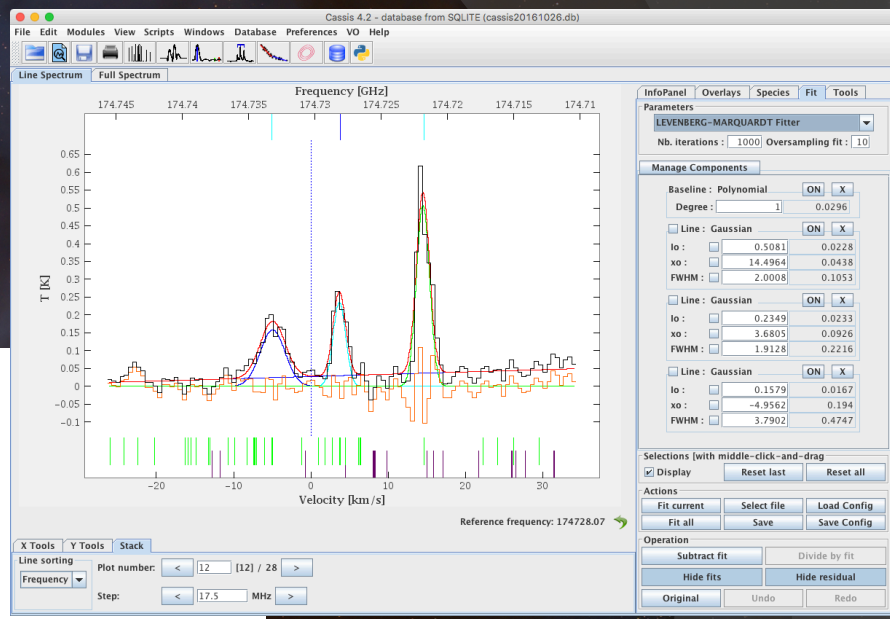 Cassis 4.2 - database from SQLITE (cassis20161026.db)
File Edit Modules View Scripts Windows Database Preferences VO Help
Line Spectrum Full Spectrum
Frequency [GHz]
174.745 174.74 174.735 174.73 174.725 174.72 174.715 174.71
0.65
0.6
0.55
0.5
0.45
0.4
0.35
0.3
0.25
0.2
0.15
0.1
0.05
0
-0.05
-0.1
T [K]
-20 -10 0 10 20 30
Velocity [km/s]
Reference frequency: 174728.07
X Tools Y Tools Stack
Line sorting
Frequency
Plot number: < 12 [12] / 28 >
Step: < 17.5 MHz >
InfoPanel Overlays Species Fit Tools
Parameters
LEVENBERG-MARQUARDT Fitter
Nb. iterations : 1000 Oversampling fit : 10
Manage Components
Baseline : Polynomial ON X
Degree : 1 0.0296
Line : Gaussian ON X
Io : 0.5081 0.0228
xo : 14.4964 0.0438
FWHM : 2.0008 0.1053
Line : Gaussian ON X
Io : 0.2349 0.0233
xo : 3.6805 0.0926
FWHM : 1.9128 0.2216
Line : Gaussian ON X
Io : 0.1579 0.0167
xo : -4.9562 0.194
FWHM : 3.7902 0.4747
Selections [with middle-click-and-drag
Display Reset last Reset all
Actions
Fit current Select file Load Config
Fit all Save Save Config
Operation
Subtract fit Divide by fit
Hide fits Hide residual
Original Undo Redo